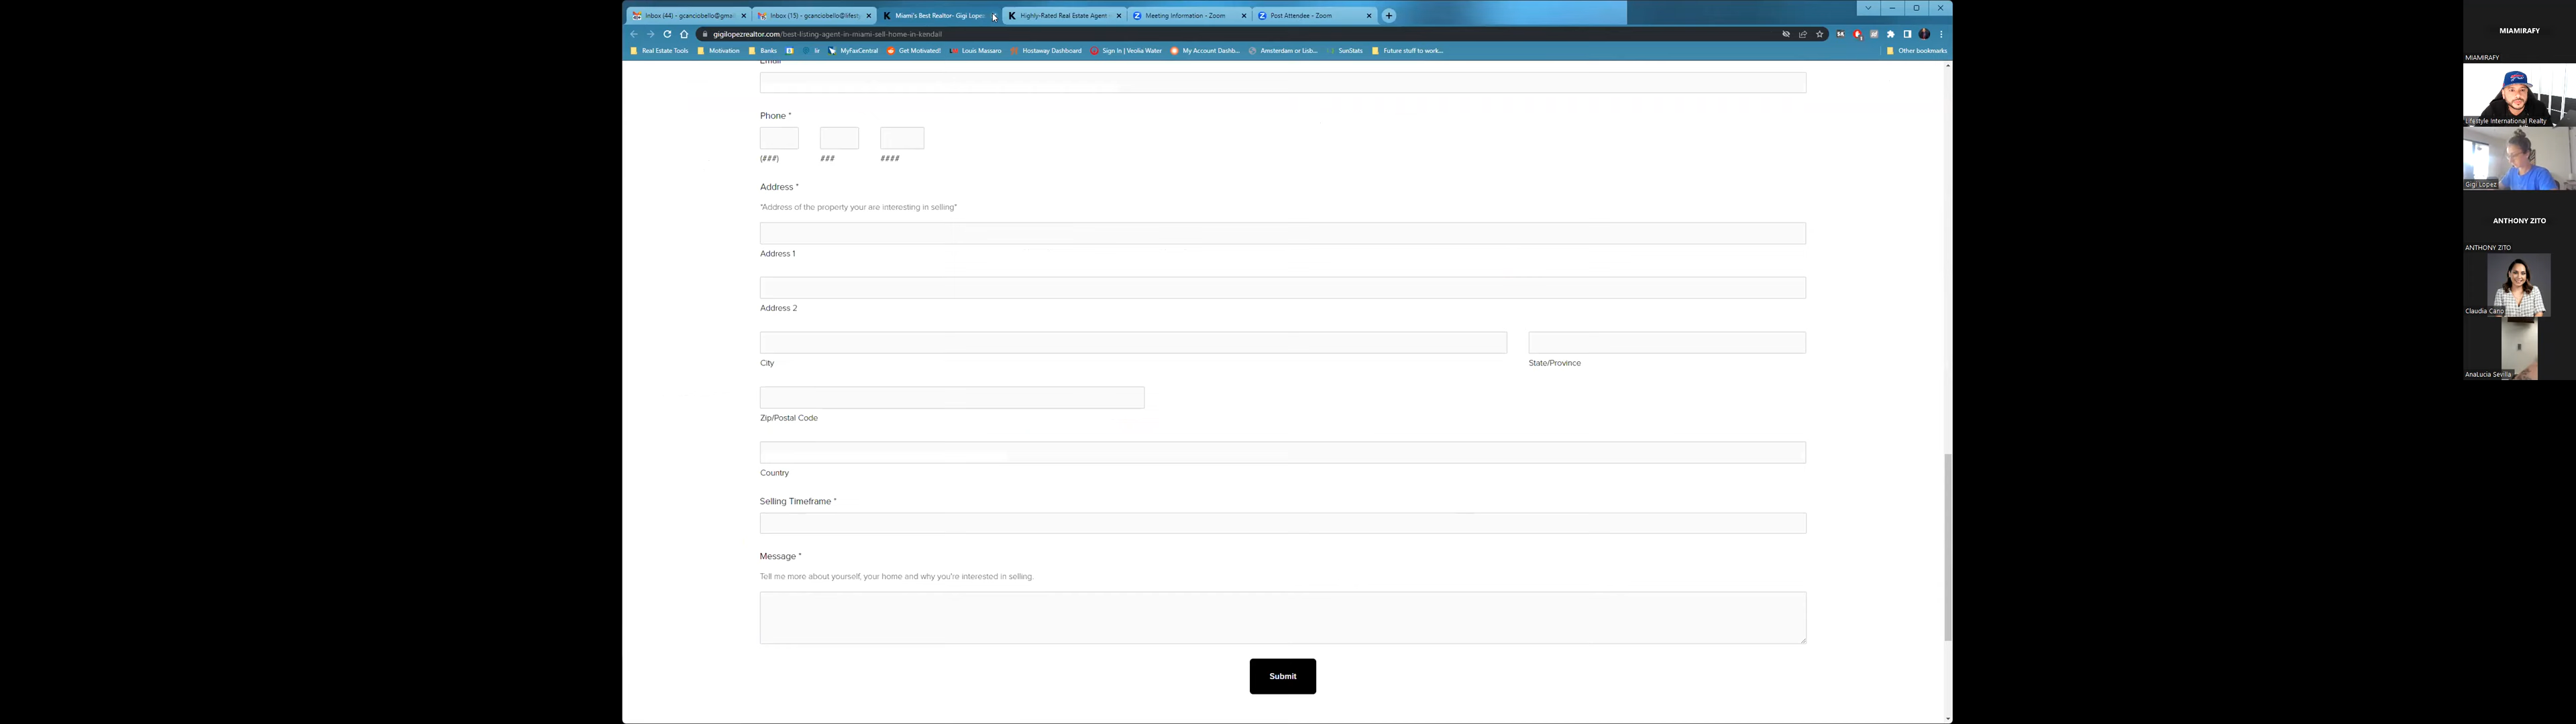 Inbox (44) - gcanciobello@gmai
Inbox (15) - gcanciobello@lifesty
Miami's Best Realtor- Gigi Lopez
Highly-Rated Real Estate Agent
Meeting Information - Zoom
Post Attendee - Zoom
gigilopezrealtor.com/best-listing-agent-in-miami-sell-home-in-kendall
Real Estate Tools
Motivation
Banks
lir
MyFaxCentral
Get Motivated!
Louis Massaro
Hostaway Dashboard
Sign In | Veolia Water
My Account Dashb...
Amsterdam or Lisb...
SunStats
Future stuff to work...
Other bookmarks
Email
Phone *
(###)
###
####
Address *
*Address of the property your are interesting in selling*
Address 1
Address 2
City
State/Province
Zip/Postal Code
Country
Selling Timeframe *
Message *
Tell me more about yourself, your home and why you're interested in selling.
Submit
MIAMIRAFY
MIAMIRAFY
Lifestyle International Realty
Gigi Lopez
ANTHONY ZITO
ANTHONY ZITO
Claudia Cano
AnaLucia Sevilla